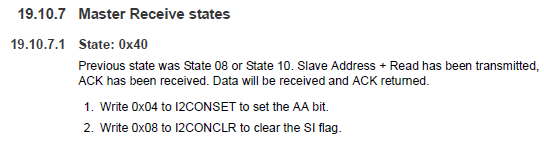 19.10.7 Master Receive states
19.10.7.1 State: 0x40
Previous state was State 08 or State 10. Slave Address + Read has been transmitted,
ACK has been received. Data will be received and ACK returned.
1. Write 0x04 to I2CONSET to set the AA bit.
2. Write 0x08 to I2CONCLR to clear the SI flag.